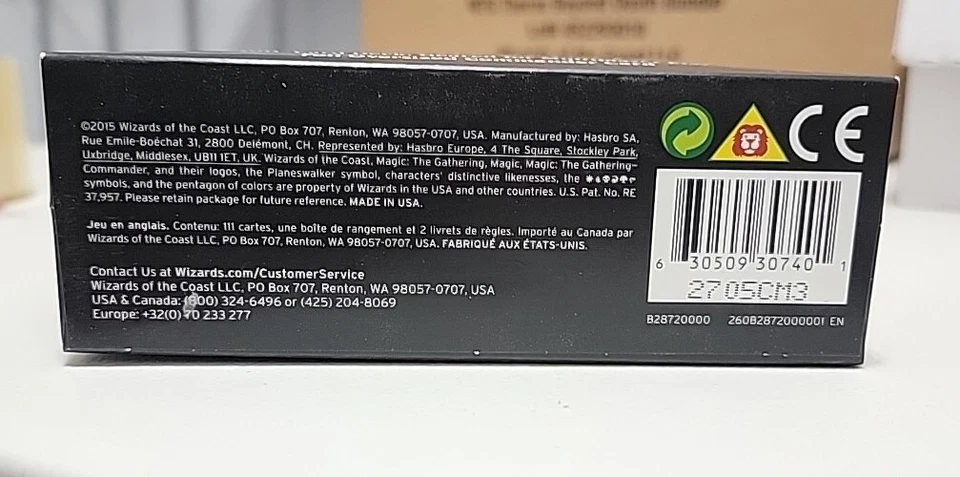 ©2015 Wizards of the Coast LLC, PO Box 707, Renton, WA 98057-0707, USA. Manufactured by: Hasbro SA,
Rue Emile-Boéchat 31, 2800 Delémont, CH. Represented by: Hasbro Europe, 4 The Square, Stockley Park,
Uxbridge, Middlesex, UB11 1ET, UK. Wizards of the Coast, Magic: The Gathering, Magic, Magic: The Gathering–
Commander, and their logos, the Planeswalker symbol, characters' distinctive likenesses, the
symbols, and the pentagon of colors are property of Wizards in the USA and other countries. U.S. Pat. No. RE
37,957. Please retain package for future reference. MADE IN USA.
Jeu en anglais. Contenu: 111 cartes, une boîte de rangement et 2 livrets de règles. Importé au Canada par
Wizards of the Coast LLC, PO Box 707, Renton, WA 98057-0707, USA. FABRIQUÉ AUX ÉTATS-UNIS.
Contact Us at Wizards.com/CustomerService
Wizards of the Coast LLC, PO Box 707, Renton, WA 98057-0707, USA
USA & Canada: (800) 324-6496 or (425) 204-8069
Europe: +32(0) 70 233 277
CE
6 30509 30740 1
2705CM3
B28720000 260B2872000001 EN